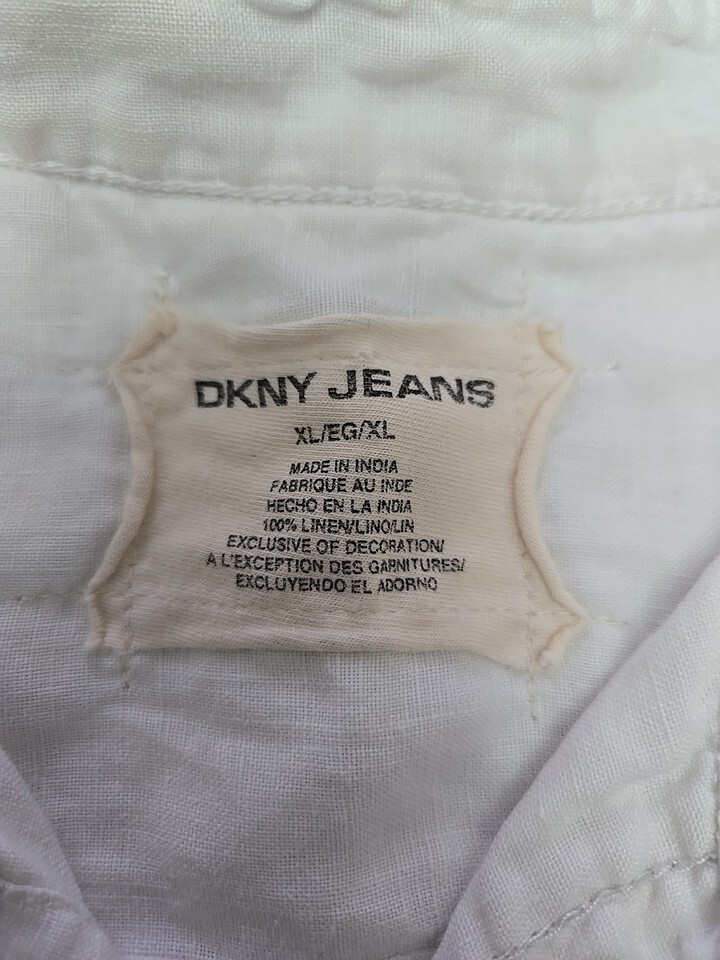 DKNY JEANS
XL/EG/XL
MADE IN INDIA
FABRIQUE AU INDE
HECHO EN LA INDIA
100% LINEN/LINO/LIN
EXCLUSIVE OF DECORATION/
A L'EXCEPTION DES GARNITURES/
EXCLUYENDO EL ADORNO